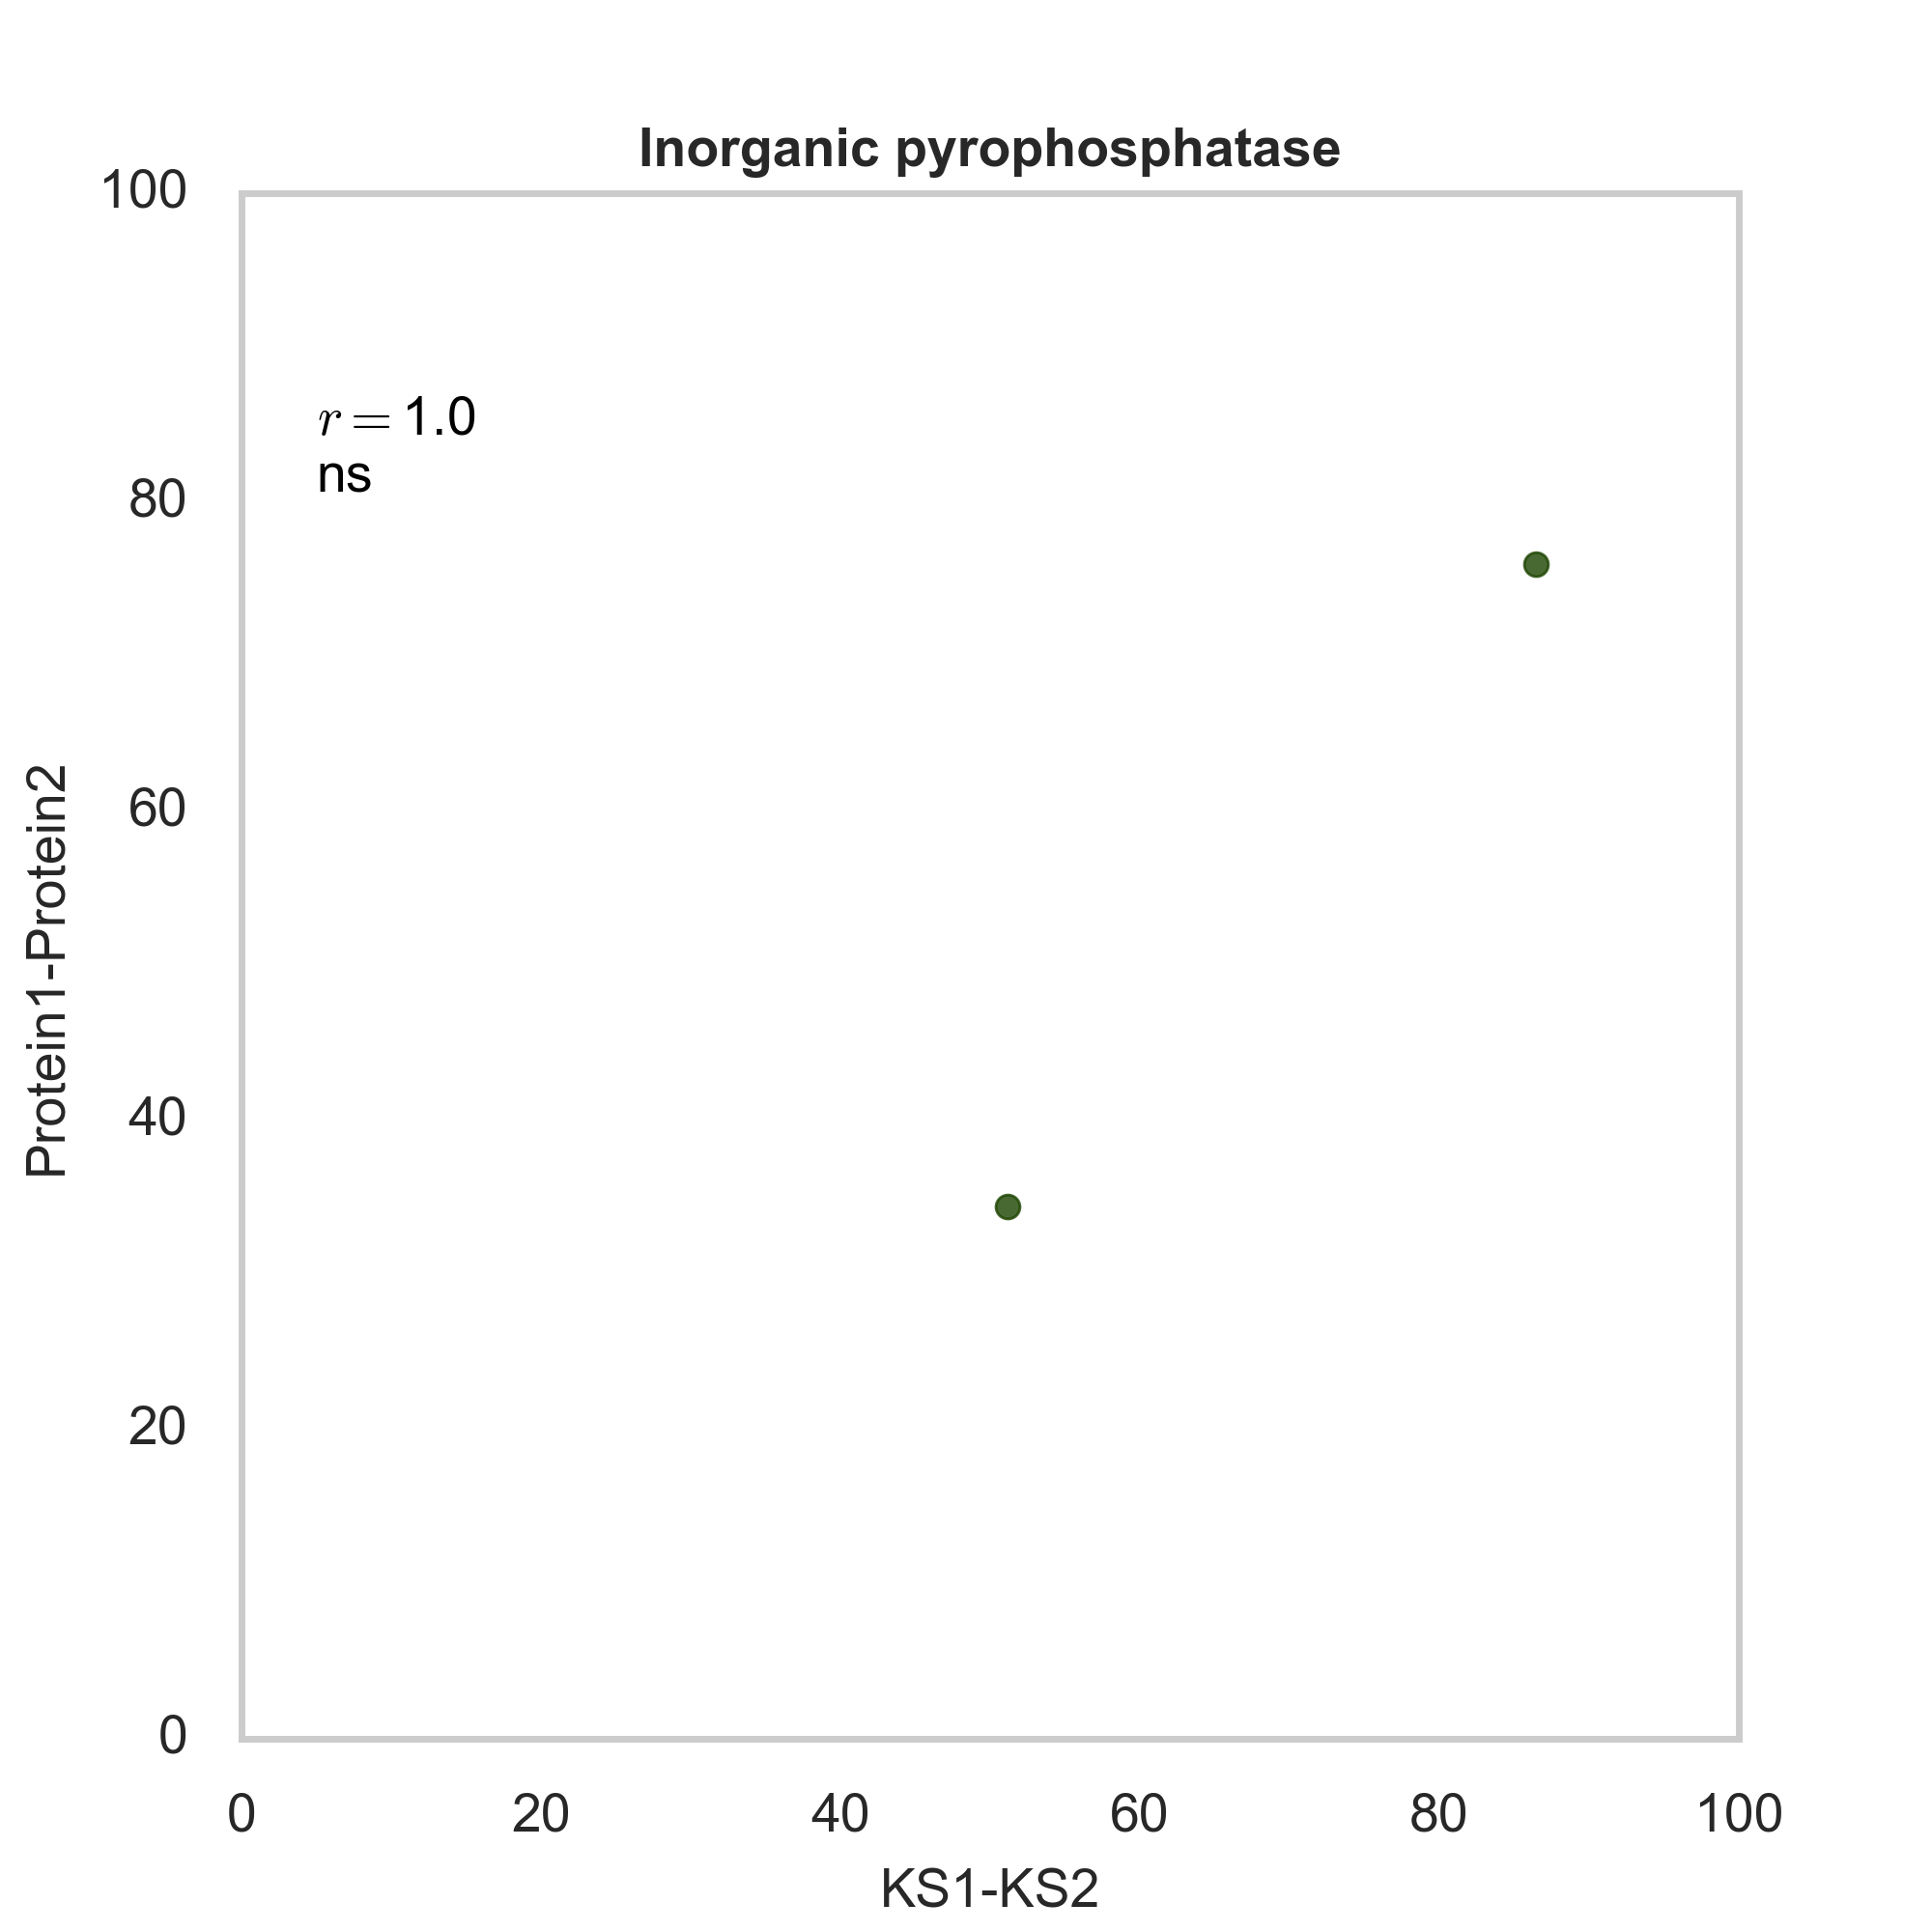 Inorganic pyrophosphatase
100
80
60
40
20
0
r = 1.0
ns
Protein1-Protein2
0 20 40 60 80 100
KS1-KS2